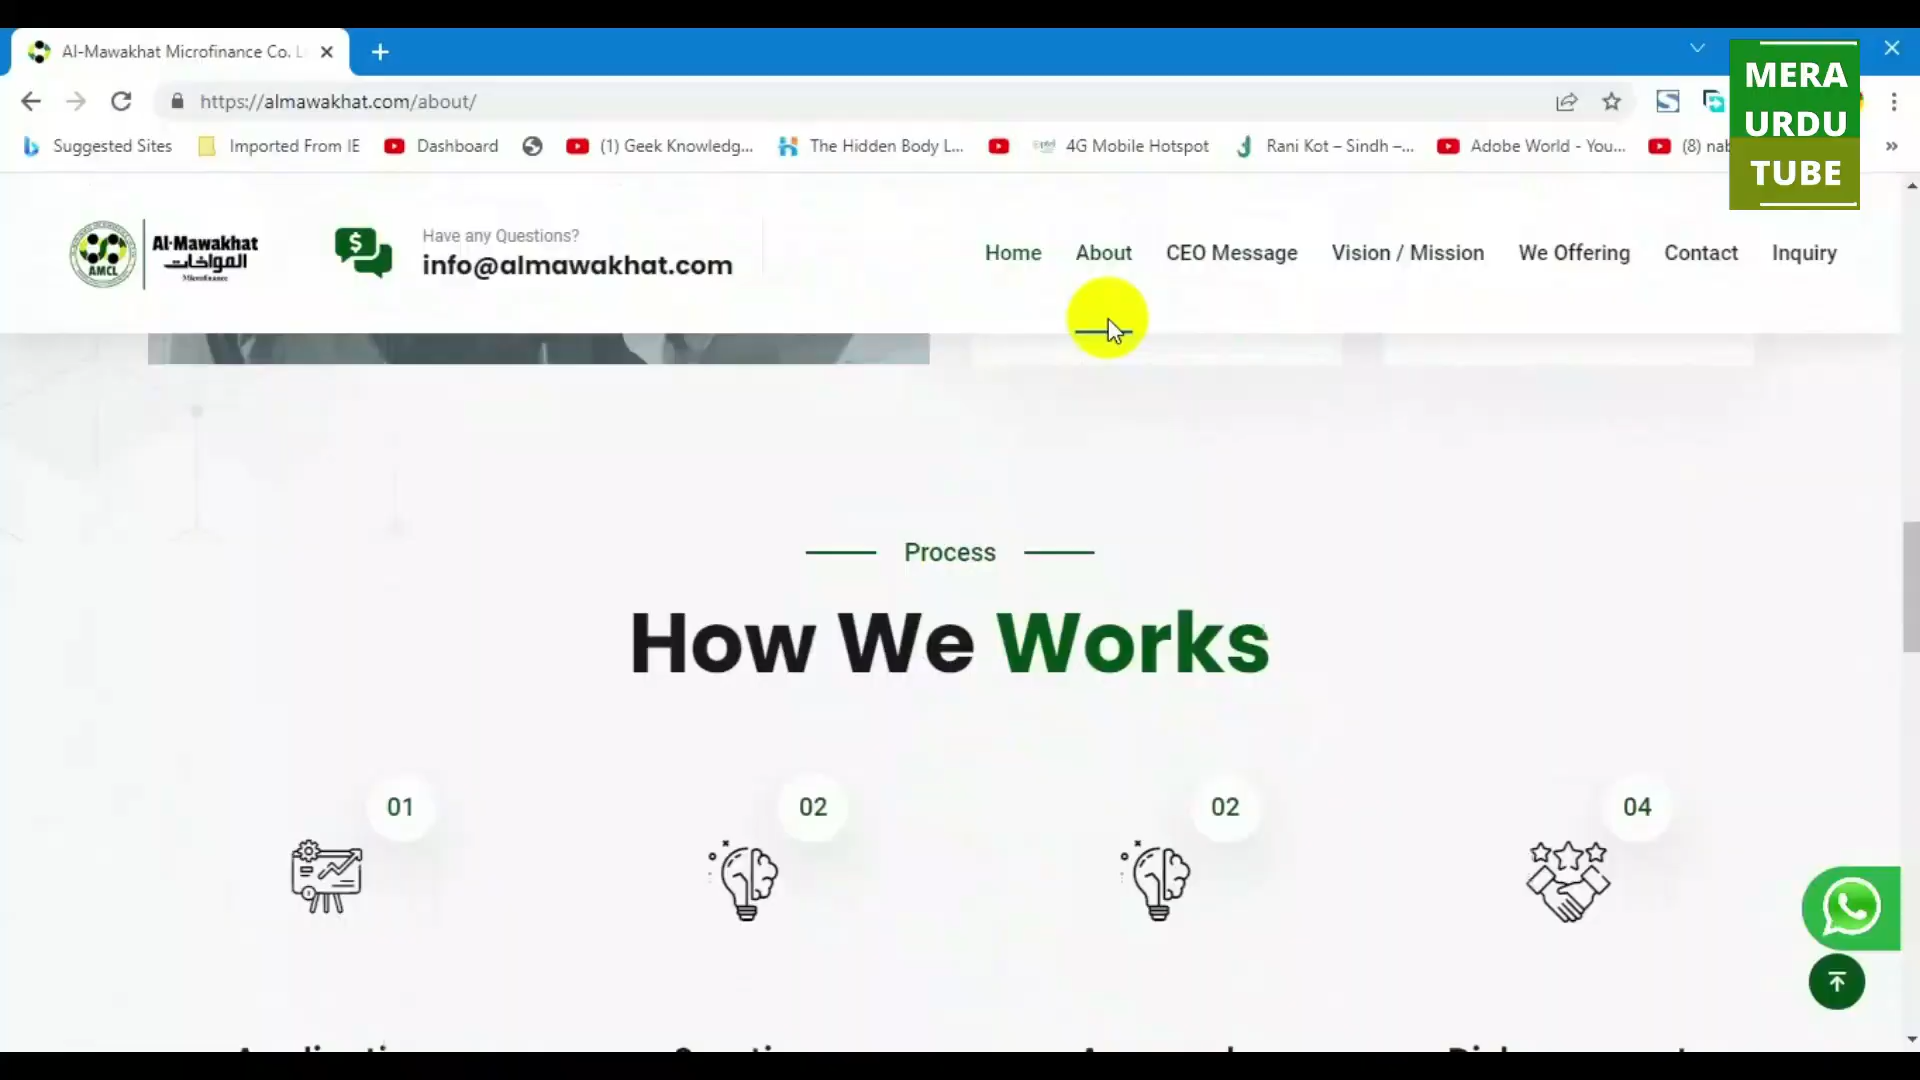 Al-Mawakhat Microfinance Co. L
MERA
URDU
TUBE
https://almawakhat.com/about/
Suggested Sites
Imported From IE
Dashboard
(1) Geek Knowledg...
The Hidden Body L...
4G Mobile Hotspot
Rani Kot – Sindh –...
Adobe World - You...
(8) nab
»
Al-Mawakhat
المواخات
Microfinance
AMCL
Have any Questions?
info@almawakhat.com
Home
About
CEO Message
Vision / Mission
We Offering
Contact
Inquiry
Process
How We Works
01
02
02
04